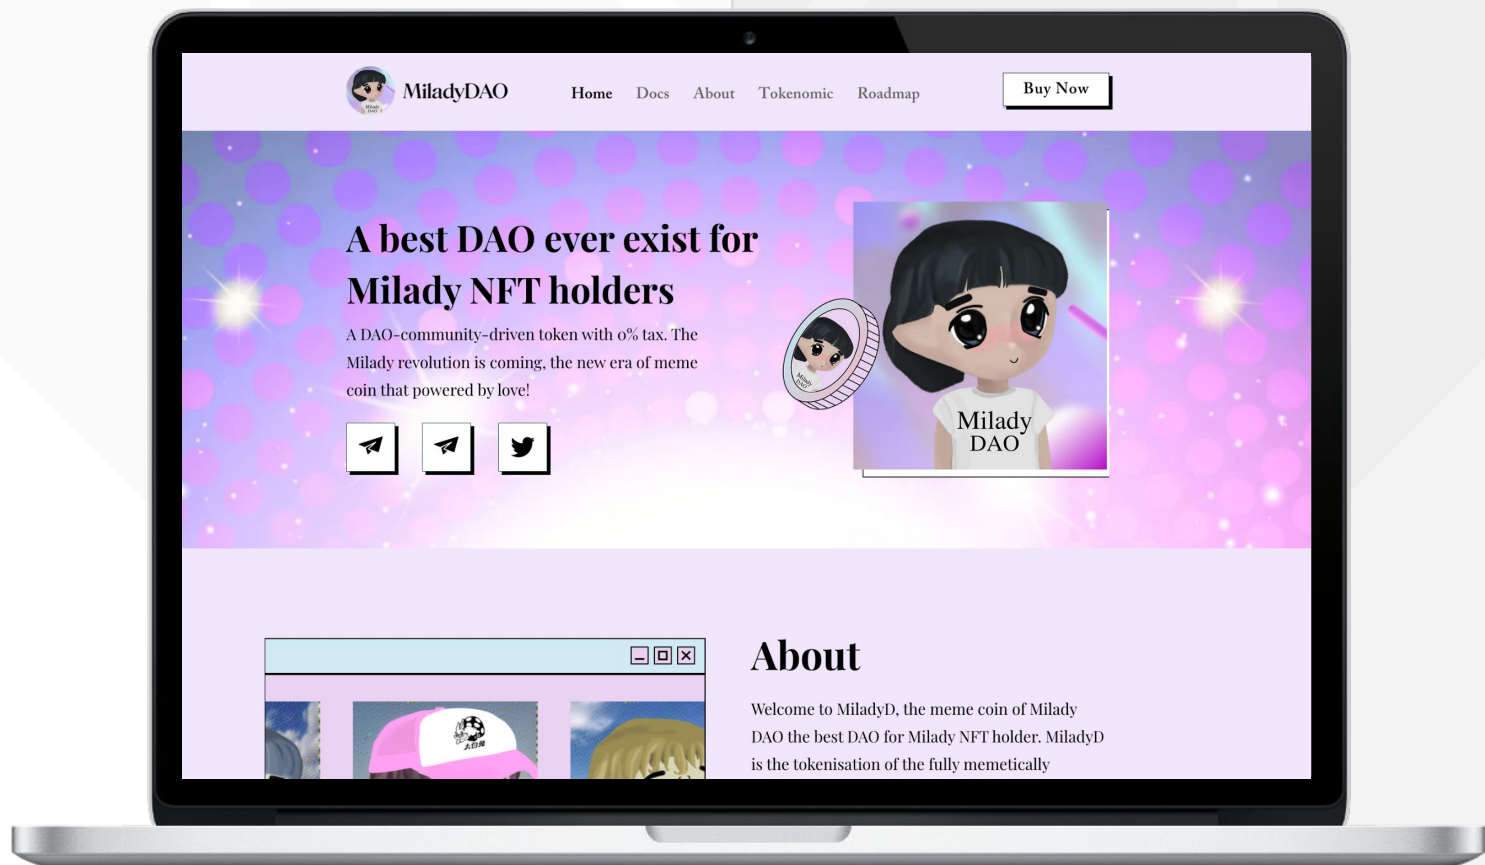 MiladyDAO
Home Docs About Tokenomic Roadmap
Buy Now
A best DAO ever exist for
Milady NFT holders
A DAO-community-driven token with 0% tax. The
Milady revolution is coming, the new era of meme
coin that powered by love!
Milady
DAO
Milady
DAO
About
Welcome to MiladyD, the meme coin of Milady
DAO the best DAO for Milady NFT holder. MiladyD
is the tokenisation of the fully memetically